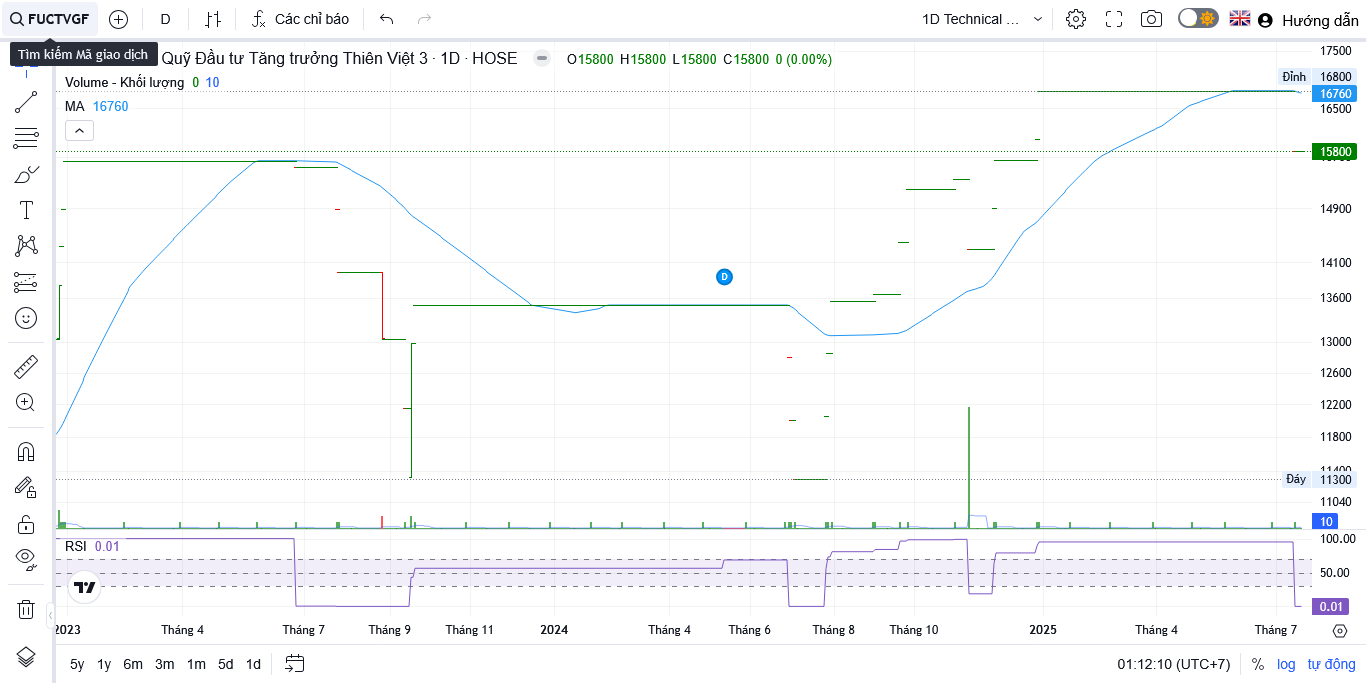 FUCTVGF D Các chỉ báo 1D Technical ... Hướng dẫn
Tìm kiếm Mã giao dịch
Quỹ Đầu tư Tăng trưởng Thiên Việt 3 · 1D · HOSE O15800 H15800 L15800 C15800 0 (0.00%)
Volume - Khối lượng 0 10
MA 16760
17500
Đỉnh 16800
16760
16500
15800
14900
14100
D
13600
13000
12600
12200
11800
11400
Đáy 11300
11040
10
RSI 0.01
100.00
50.00
0.01
2023 Tháng 4 Tháng 7 Tháng 9 Tháng 11 2024 Tháng 4 Tháng 6 Tháng 8 Tháng 10 2025 Tháng 4 Tháng 7
5y 1y 6m 3m 1m 5d 1d 01:12:10 (UTC+7) % log tự động